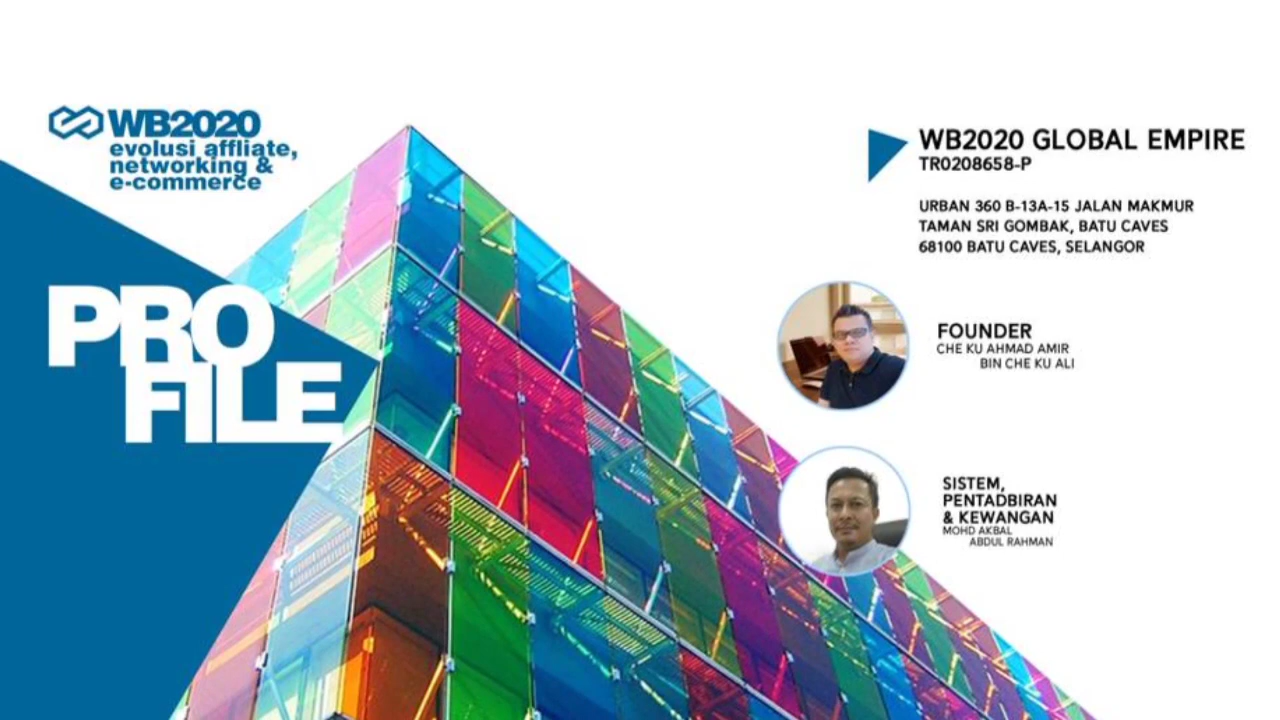 WB2020
evolusi affliate,
networking &
e-commerce
PRO
FILE
WB2020 GLOBAL EMPIRE
TR0208658-P
URBAN 360 B-13A-15 JALAN MAKMUR
TAMAN SRI GOMBAK, BATU CAVES
68100 BATU CAVES, SELANGOR
FOUNDER
CHE KU AHMAD AMIR
BIN CHE KU ALI
SISTEM,
PENTADBIRAN
& KEWANGAN
MOHD AKBAL
ABDUL RAHMAN